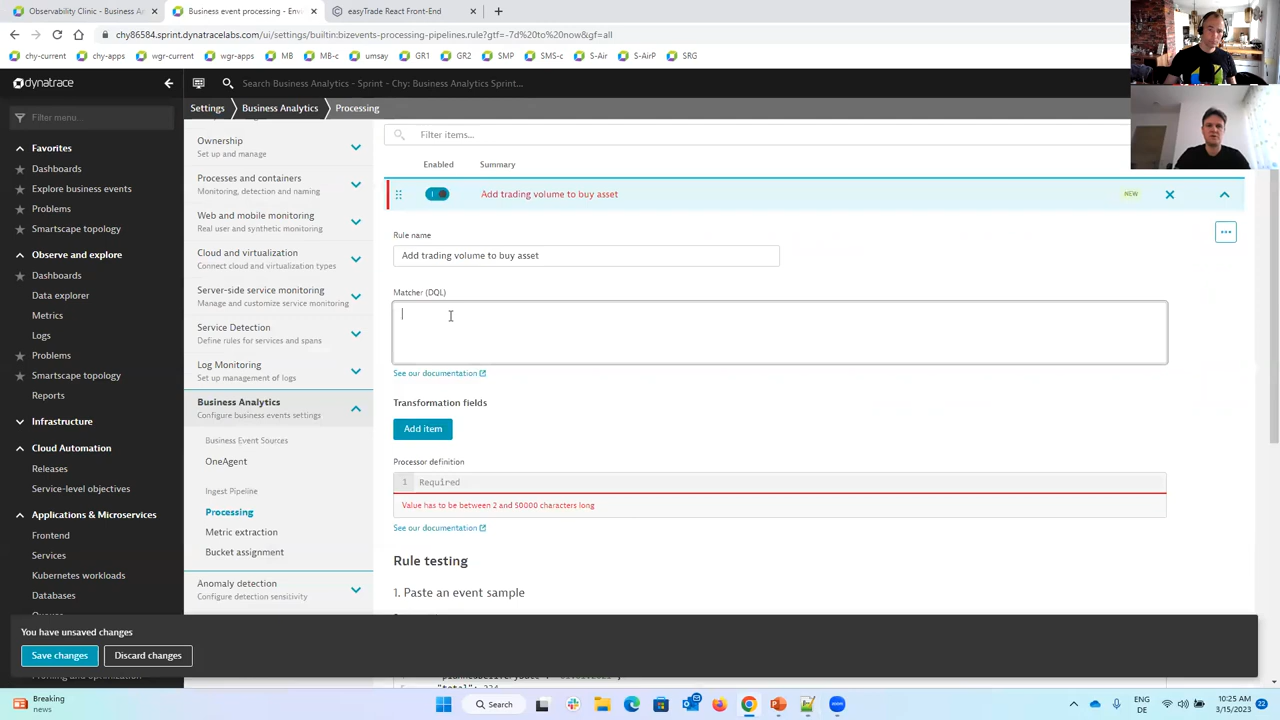 Observability Clinic - Business A
Business event processing - Envi
easyTrade React Front-End
chy86584.sprint.dynatracelabs.com/ui/settings/builtin:bizevents-processing-pipelines.rule?gtf=-7d%20to%20now&gf=all
chy-current
chy-apps
wgr-current
wgr-apps
MB
MB-c
umsay
GR1
GR2
SMP
SMP-c
S-Air
S-AirP
SRG
dynatrace
Search Business Analytics - Sprint - Chy: Business Analytics Sprint...
Filter menu...
Settings
Business Analytics
Processing
Favorites
Dashboards
Explore business events
Problems
Smartscape topology
Observe and explore
Dashboards
Data explorer
Metrics
Logs
Problems
Smartscape topology
Reports
Infrastructure
Cloud Automation
Releases
Service-level objectives
Applications & Microservices
Frontend
Services
Kubernetes workloads
Databases
Ownership
Set up and manage
Processes and containers
Monitoring, detection and naming
Web and mobile monitoring
Real user and synthetic monitoring
Cloud and virtualization
Connect cloud and virtualization types
Server-side service monitoring
Manage and customize service monitoring
Service Detection
Define rules for services and spans
Log Monitoring
Set up management of logs
Business Analytics
Configure business events settings
Business Event Sources
OneAgent
Ingest Pipeline
Processing
Metric extraction
Bucket assignment
Anomaly detection
Configure detection sensitivity
Filter items...
Enabled
Summary
Add trading volume to buy asset
NEW
Rule name
Add trading volume to buy asset
Matcher (DQL)
See our documentation
Transformation fields
Add item
Processor definition
1 Required
Value has to be between 2 and 50000 characters long
See our documentation
Rule testing
1. Paste an event sample
You have unsaved changes
Save changes
Discard changes
Breaking
news
Search
ENG
DE
10:25 AM
3/15/2023
22